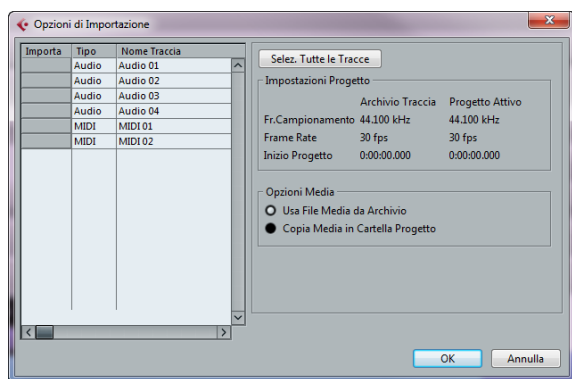 Opzioni di Importazione
Importa Tipo Nome Traccia
Audio Audio 01
Audio Audio 02
Audio Audio 03
Audio Audio 04
MIDI MIDI 01
MIDI MIDI 02
Selez. Tutte le Tracce
Impostazioni Progetto
Archivio Traccia Progetto Attivo
Fr.Campionamento 44.100 kHz 44.100 kHz
Frame Rate 30 fps 30 fps
Inizio Progetto 0:00:00.000 0:00:00.000
Opzioni Media
Usa File Media da Archivio
Copia Media in Cartella Progetto
OK Annulla